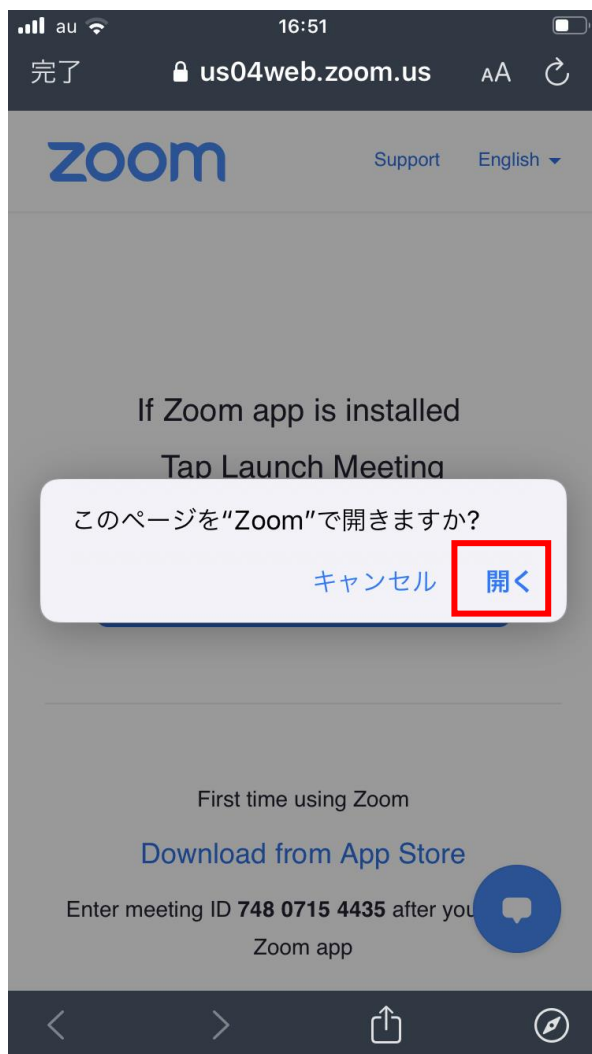 au 16:51
完了 us04web.zoom.us AA
zoom Support English
If Zoom app is installed
Tap Launch Meeting
このページを“Zoom”で開きますか?
キャンセル 開く
First time using Zoom
Download from App Store
Enter meeting ID 748 0715 4435 after you
Zoom app